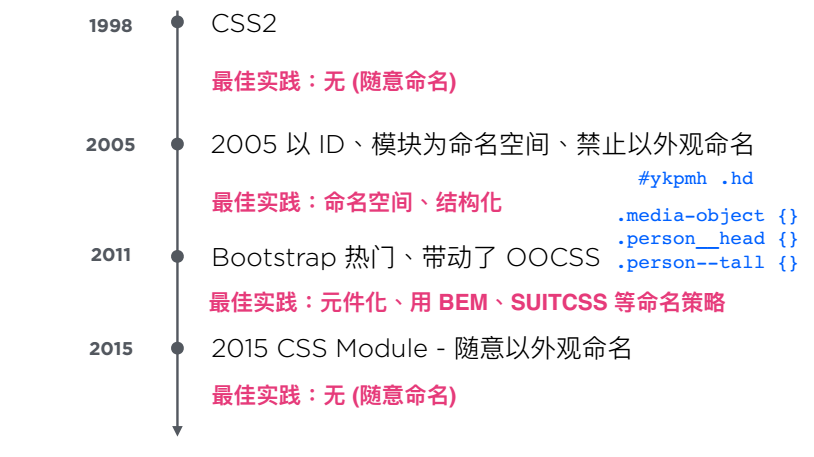 1998 CSS2
最佳实践：无 (随意命名)
2005 2005 以 ID、模块为命名空间、禁止以外观命名
#ykpmh .hd
最佳实践：命名空间、结构化
.media-object {}
.person__head {}
2011 Bootstrap 热门、带动了 OOCSS
.person--tall {}
最佳实践：元件化、用 BEM、SUITCSS 等命名策略
2015 2015 CSS Module - 随意以外观命名
最佳实践：无 (随意命名)